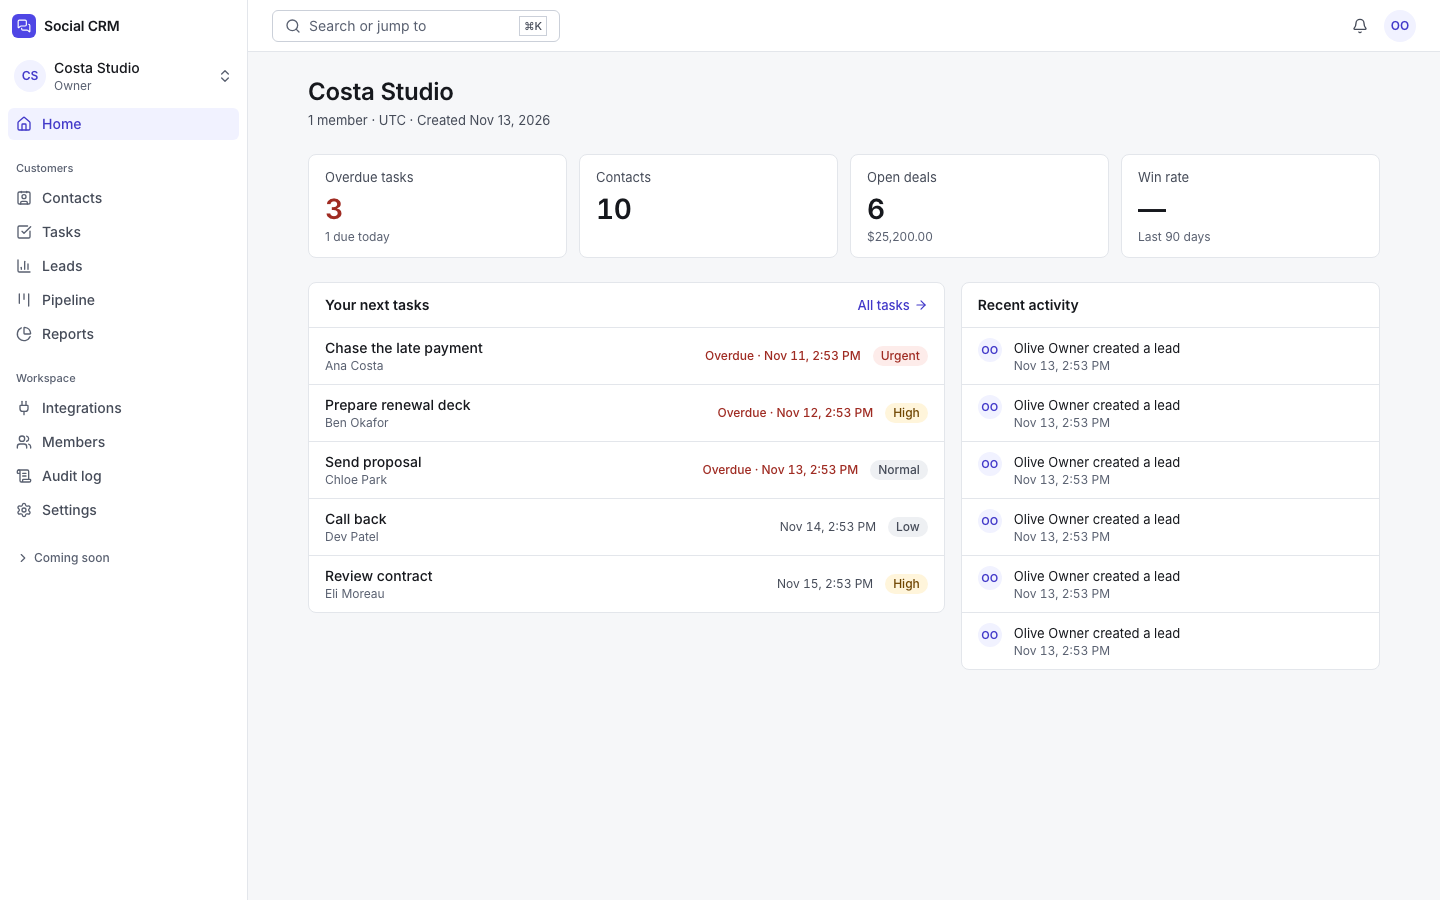 Social CRM
CS
Costa Studio
Owner
Home
Customers
Contacts
Tasks
Leads
Pipeline
Reports
Workspace
Integrations
Members
Audit log
Settings
Coming soon
Search or jump to
⌘K
OO
Costa Studio
1 member · UTC · Created Nov 13, 2026
Overdue tasks
3
1 due today
Contacts
10
Open deals
6
$25,200.00
Win rate
—
Last 90 days
Your next tasks
All tasks →
Chase the late payment
Ana Costa
Overdue · Nov 11, 2:53 PM
Urgent
Prepare renewal deck
Ben Okafor
Overdue · Nov 12, 2:53 PM
High
Send proposal
Chloe Park
Overdue · Nov 13, 2:53 PM
Normal
Call back
Dev Patel
Nov 14, 2:53 PM
Low
Review contract
Eli Moreau
Nov 15, 2:53 PM
High
Recent activity
OO
Olive Owner created a lead
Nov 13, 2:53 PM
OO
Olive Owner created a lead
Nov 13, 2:53 PM
OO
Olive Owner created a lead
Nov 13, 2:53 PM
OO
Olive Owner created a lead
Nov 13, 2:53 PM
OO
Olive Owner created a lead
Nov 13, 2:53 PM
OO
Olive Owner created a lead
Nov 13, 2:53 PM